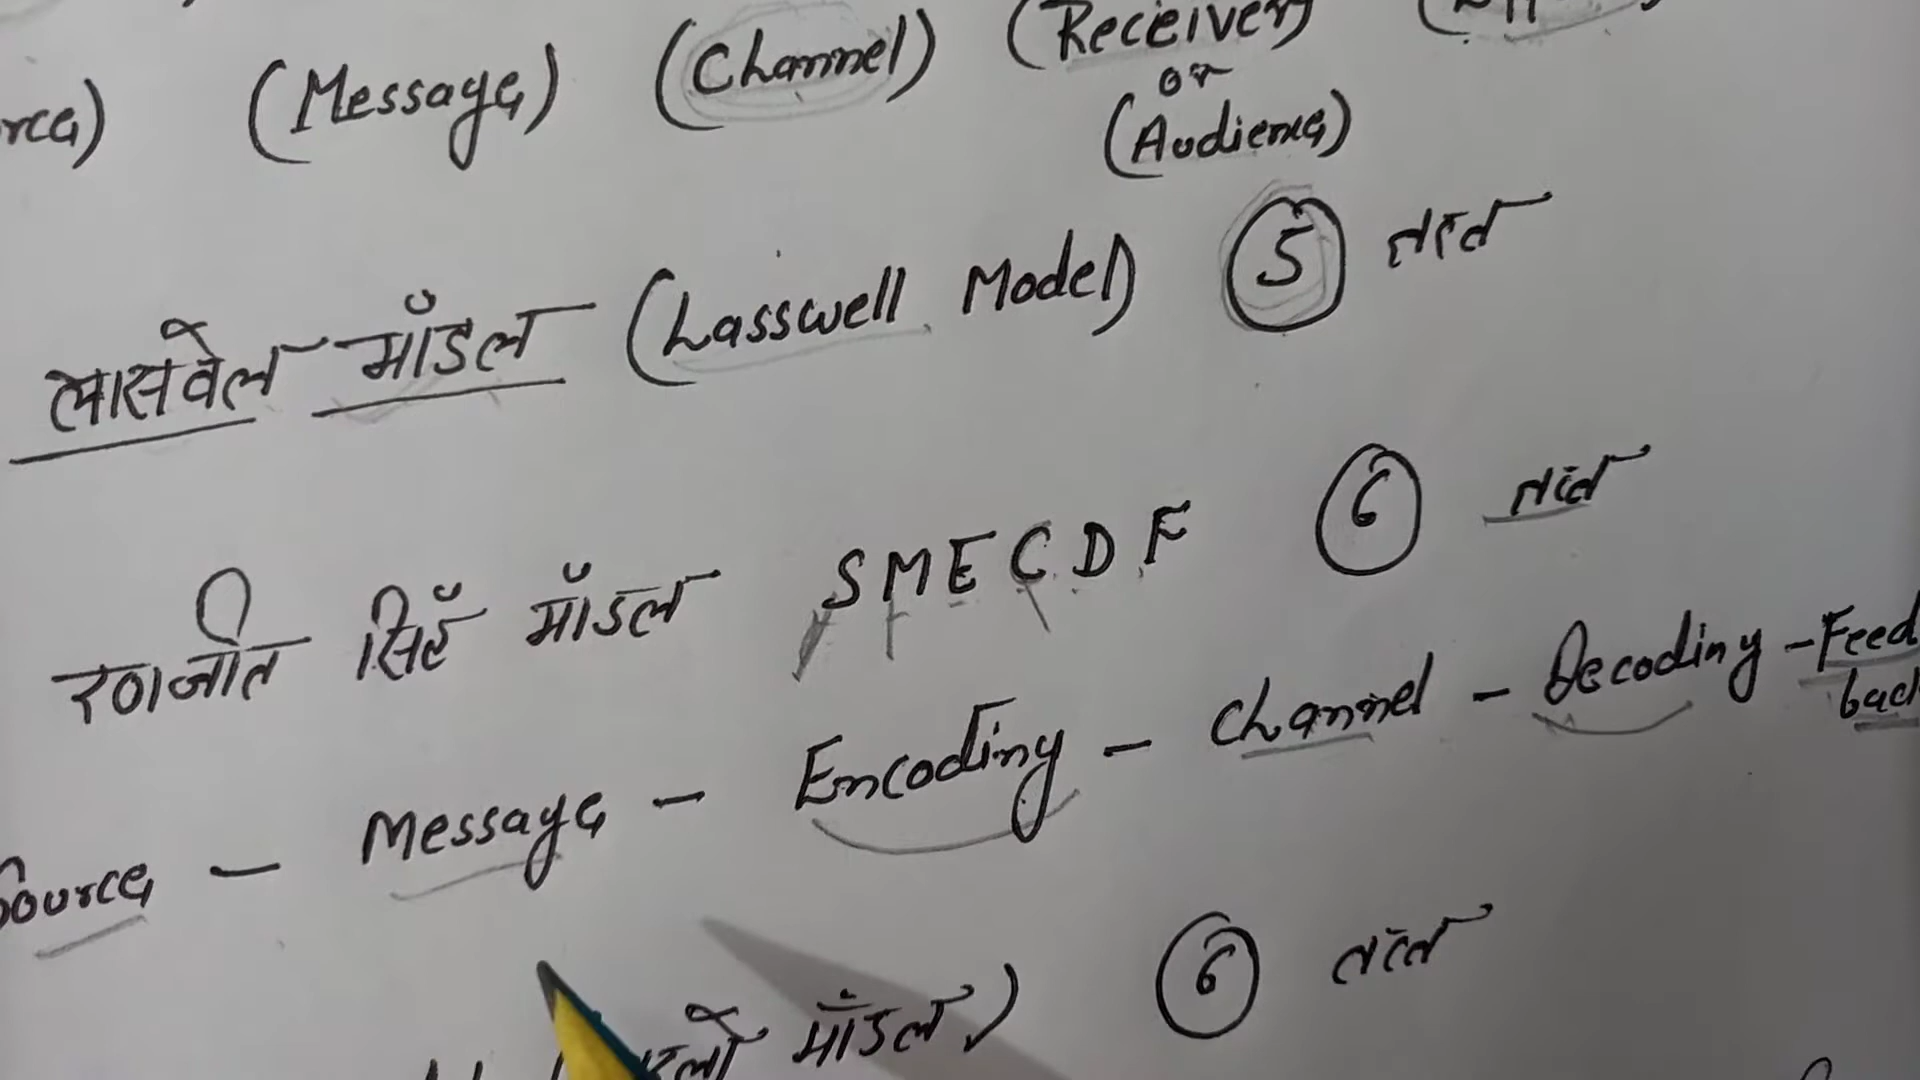 (Message) (Channel) (Receiver)
or
(Audience)
लासवेल मॉडल (Lasswell Model) 5 तत्व
रणजीत सिंह मॉडल SMECDF 6 तत्व
Source - Message - Encoding - Channel - Decoding - Feed
back
मॉडल) 6 तत्व